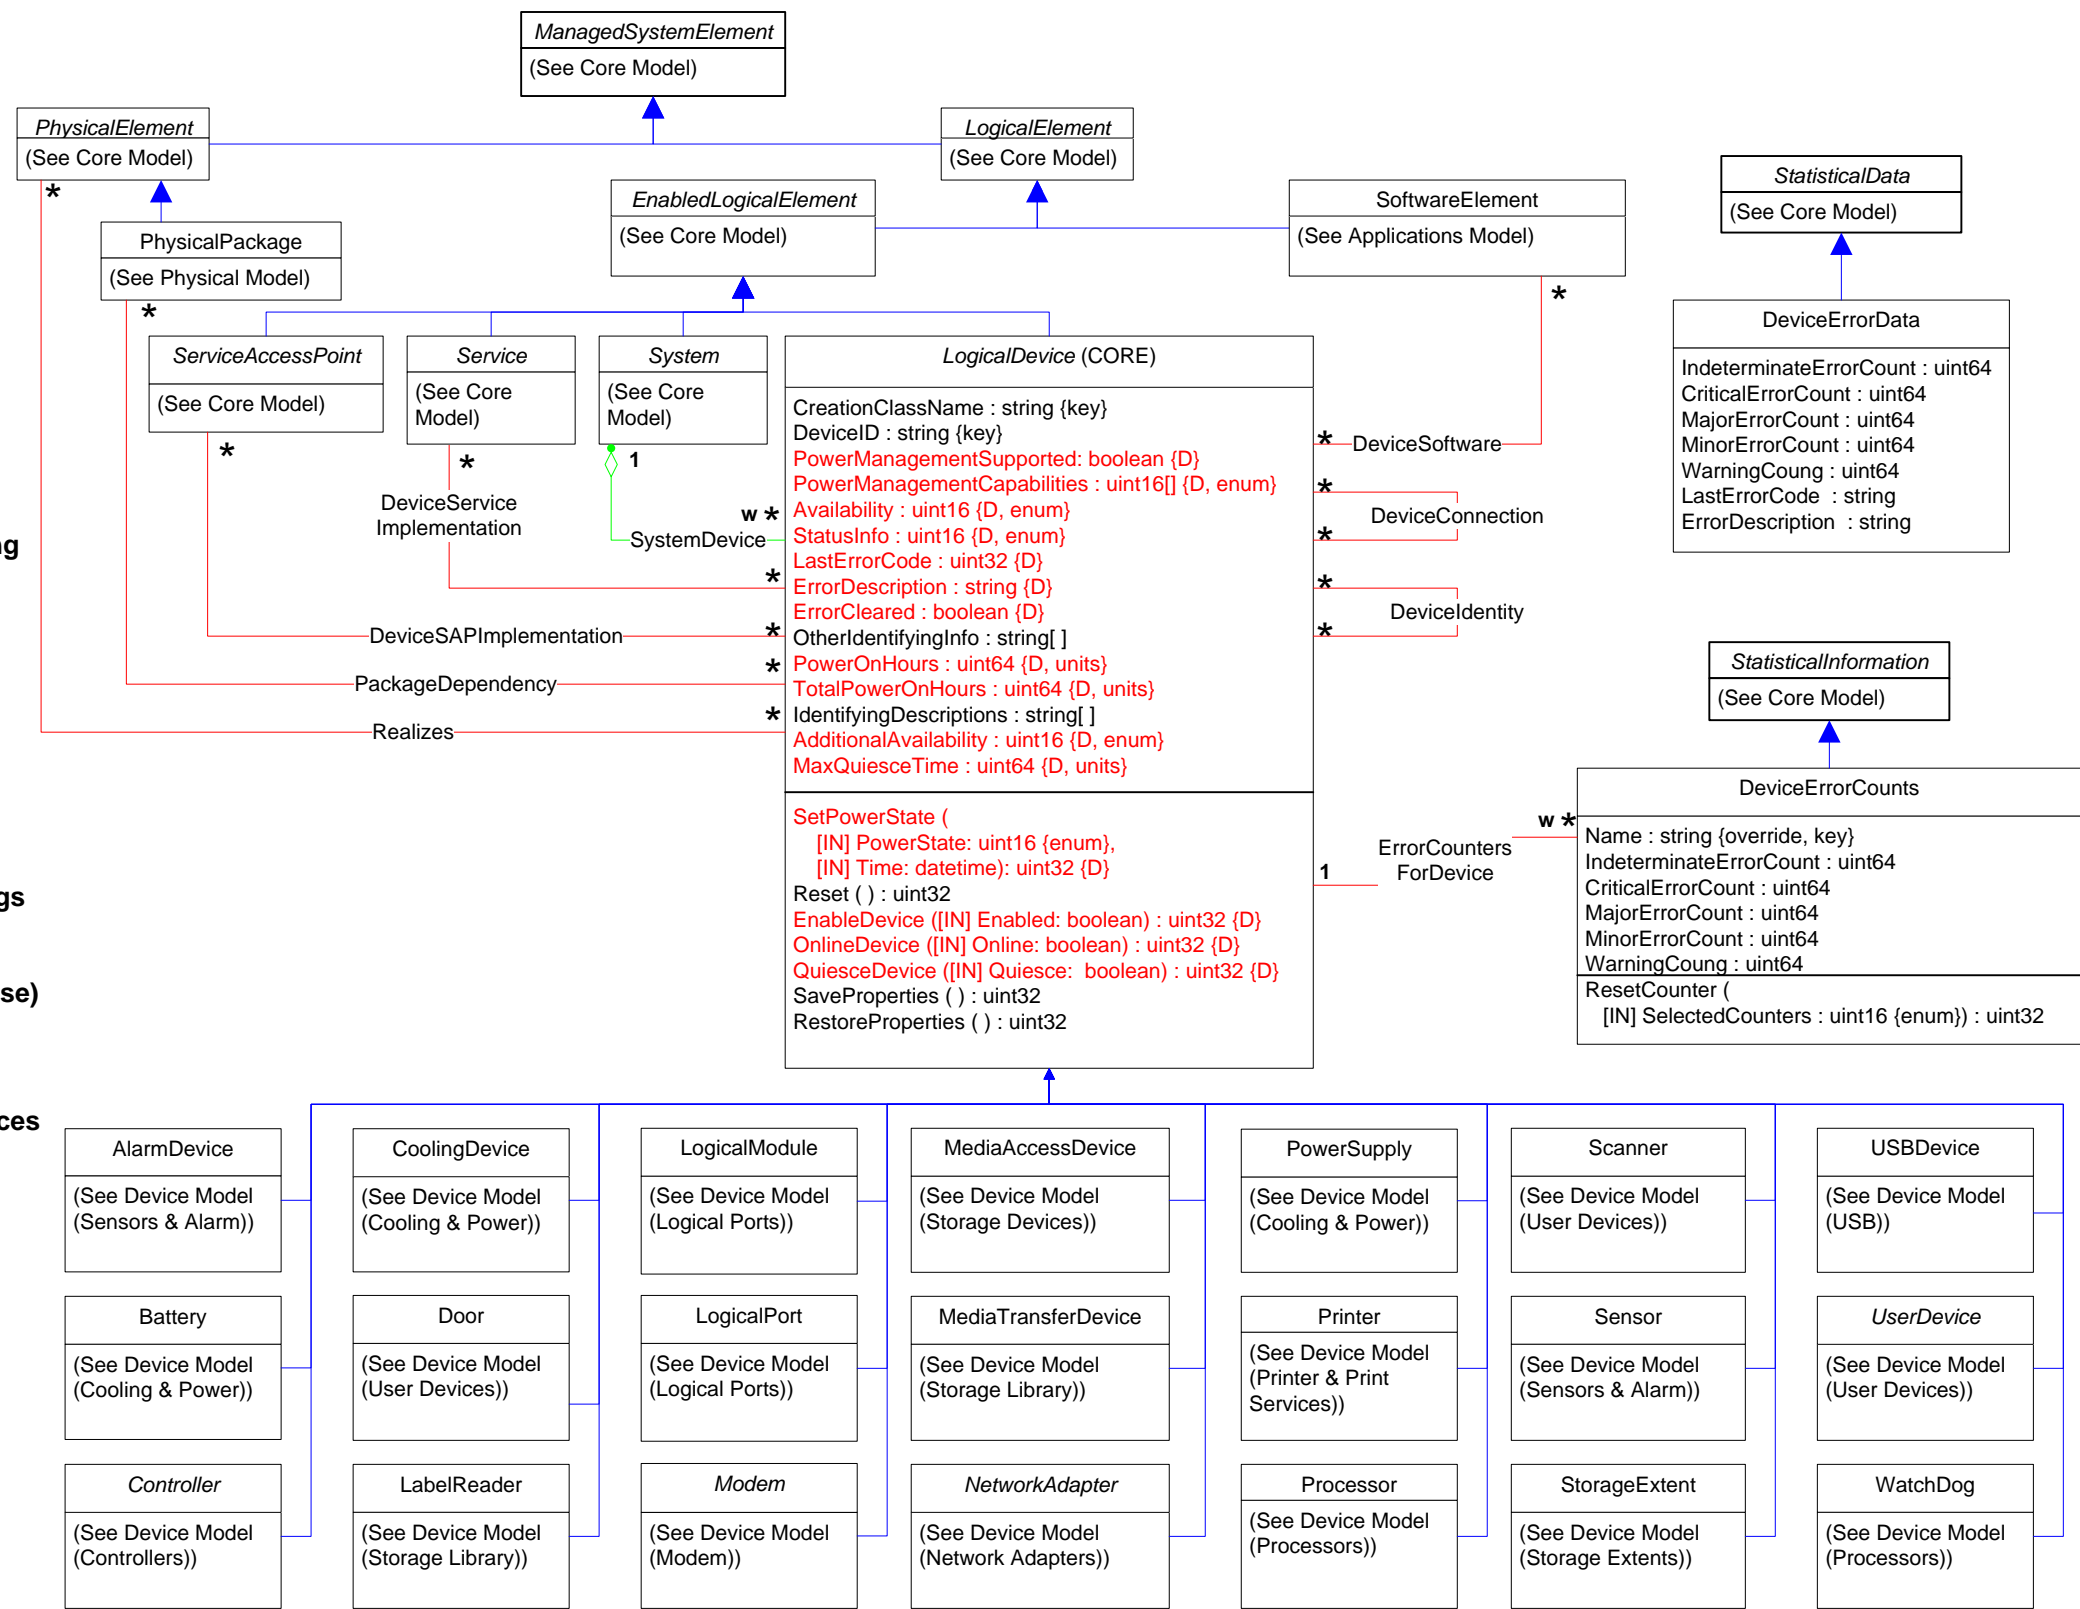 ManagedSystemElement
(See Core Model)
PhysicalElement
(See Core Model)
LogicalElement
(See Core Model)
*
PhysicalPackage
(See Physical Model)
*
EnabledLogicalElement
(See Core Model)
SoftwareElement
(See Applications Model)
*
StatisticalData
(See Core Model)
DeviceErrorData
IndeterminateErrorCount : uint64
CriticalErrorCount : uint64
MajorErrorCount : uint64
MinorErrorCount : uint64
WarningCoung : uint64
LastErrorCode : string
ErrorDescription : string
ServiceAccessPoint
(See Core Model)
*
Service
(See Core
Model)
*
System
(See Core
Model)
1
DeviceService
Implementation
w *
SystemDevice
*
DeviceSAPImplementation
*
PackageDependency
*
Realizes
*
LogicalDevice (CORE)
CreationClassName : string {key}
DeviceID : string {key}
PowerManagementSupported: boolean {D}
PowerManagementCapabilities : uint16[] {D, enum}
Availability : uint16 {D, enum}
StatusInfo : uint16 {D, enum}
LastErrorCode : uint32 {D}
ErrorDescription : string {D}
ErrorCleared : boolean {D}
OtherIdentifyingInfo : string[ ]
PowerOnHours : uint64 {D, units}
TotalPowerOnHours : uint64 {D, units}
IdentifyingDescriptions : string[ ]
AdditionalAvailability : uint16 {D, enum}
MaxQuiesceTime : uint64 {D, units}
SetPowerState (
[IN] PowerState: uint16 {enum},
[IN] Time: datetime): uint32 {D}
Reset ( ) : uint32
EnableDevice ([IN] Enabled: boolean) : uint32 {D}
OnlineDevice ([IN] Online: boolean) : uint32 {D}
QuiesceDevice ([IN] Quiesce: boolean) : uint32 {D}
SaveProperties ( ) : uint32
RestoreProperties ( ) : uint32
*
DeviceSoftware
*
DeviceConnection
*
*
DeviceIdentity
*
StatisticalInformation
(See Core Model)
1
ErrorCounters
ForDevice
w *
DeviceErrorCounts
Name : string {override, key}
IndeterminateErrorCount : uint64
CriticalErrorCount : uint64
MajorErrorCount : uint64
MinorErrorCount : uint64
WarningCoung : uint64
ResetCounter (
[IN] SelectedCounters : uint16 {enum}) : uint32
se)
AlarmDevice
(See Device Model
(Sensors & Alarm))
CoolingDevice
(See Device Model
(Cooling & Power))
LogicalModule
(See Device Model
(Logical Ports))
MediaAccessDevice
(See Device Model
(Storage Devices))
PowerSupply
(See Device Model
(Cooling & Power))
Scanner
(See Device Model
(User Devices))
USBDevice
(See Device Model
(USB))
Battery
(See Device Model
(Cooling & Power))
Door
(See Device Model
(User Devices))
LogicalPort
(See Device Model
(Logical Ports))
MediaTransferDevice
(See Device Model
(Storage Library))
Printer
(See Device Model
(Printer & Print
Services))
Sensor
(See Device Model
(Sensors & Alarm))
UserDevice
(See Device Model
(User Devices))
Controller
(See Device Model
(Controllers))
LabelReader
(See Device Model
(Storage Library))
Modem
(See Device Model
(Modem))
NetworkAdapter
(See Device Model
(Network Adapters))
Processor
(See Device Model
(Processors))
StorageExtent
(See Device Model
(Storage Extents))
WatchDog
(See Device Model
(Processors))